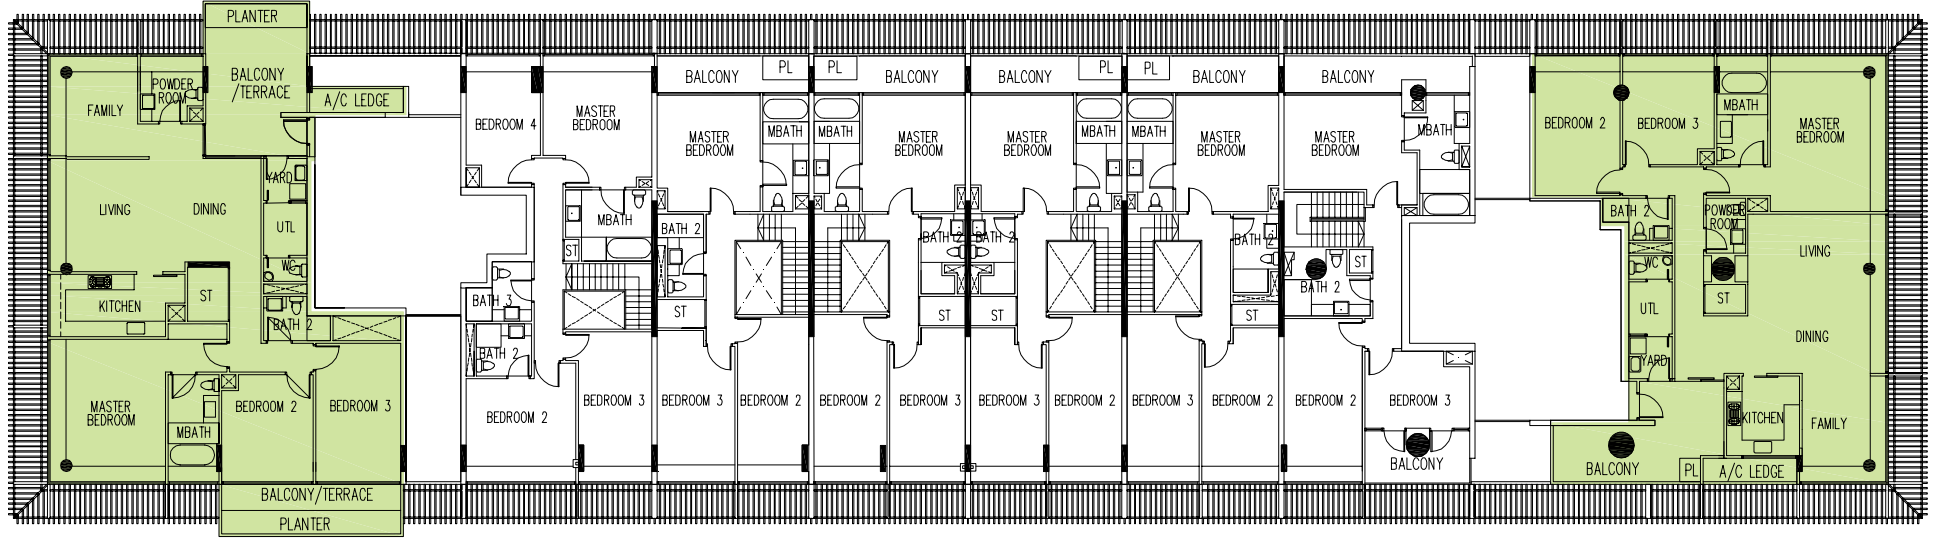 PLANTER
BALCONY
/TERRACE
POWDER
ROOM
FAMILY
A/C LEDGE
YARD
LIVING
DINING
UTL
WC
KITCHEN
ST
BATH 2
MASTER
BEDROOM
MBATH
BEDROOM 2
BEDROOM 3
BALCONY/TERRACE
PLANTER
BEDROOM 4
MASTER
BEDROOM
MBATH
ST
BATH 3
BATH 2
BEDROOM 2
BEDROOM 3
BALCONY
PL
MASTER
BEDROOM
MBATH
BATH 2
ST
BEDROOM 3
BEDROOM 2
PL
BALCONY
MBATH
MASTER
BEDROOM
BATH 2
ST
BEDROOM 2
BEDROOM 3
BALCONY
PL
MASTER
BEDROOM
MBATH
BATH 2
ST
BEDROOM 3
BEDROOM 2
PL
BALCONY
MBATH
MASTER
BEDROOM
BATH 2
ST
BEDROOM 3
BEDROOM 2
BALCONY
MASTER
BEDROOM
MBATH
ST
BATH 2
BEDROOM 2
BEDROOM 3
BALCONY
BEDROOM 2
BEDROOM 3
MBATH
MASTER
BEDROOM
BATH 2
POWDER
ROOM
WC
LIVING
ST
UTL
DINING
YARD
KITCHEN
FAMILY
BALCONY
PL
A/C LEDGE